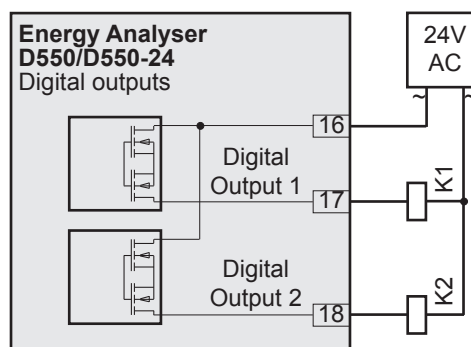 Energy Analyser
D550/D550-24
Digital outputs
24V
AC
~ ~
16
Digital
Output 1
17
K1
Digital
Output 2
18
K2